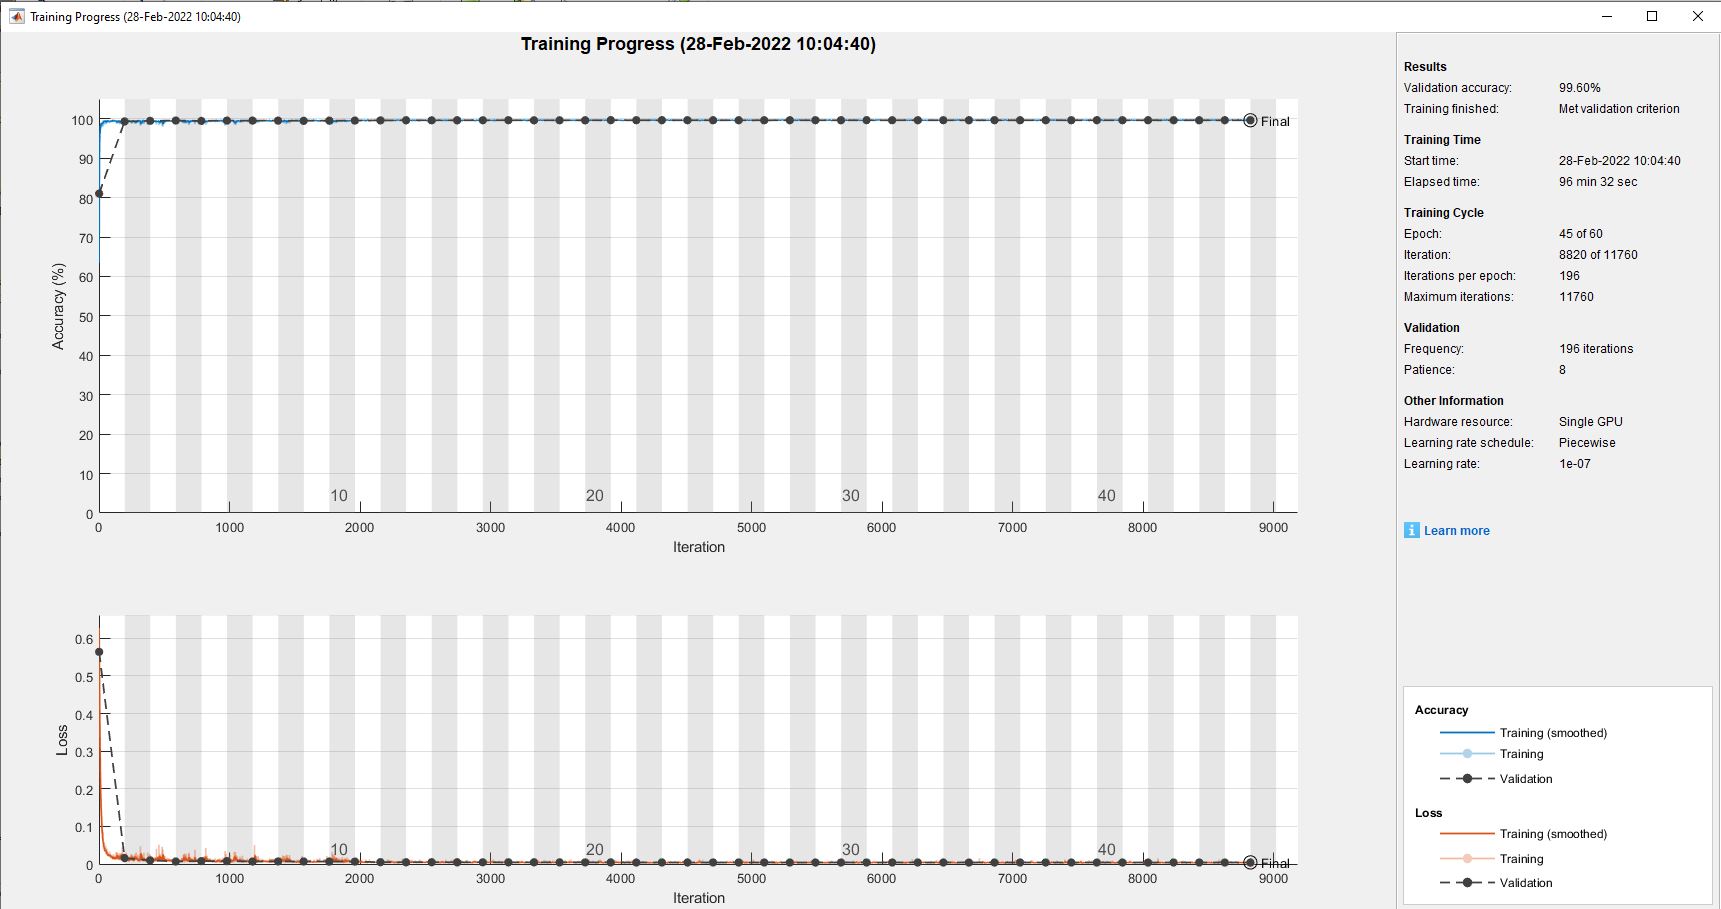 Training Progress (28-Feb-2022 10:04:40)
Training Progress (28-Feb-2022 10:04:40)
100
90
80
70
60
50
40
30
20
10
0
Accuracy (%)
Final
10
20
30
40
0
1000
2000
3000
4000
5000
6000
7000
8000
9000
Iteration
0.6
0.5
0.4
0.3
0.2
0.1
0
Loss
10
20
30
40
Final
0
1000
2000
3000
4000
5000
6000
7000
8000
9000
Iteration
Results
Validation accuracy: 99.60%
Training finished: Met validation criterion
Training Time
Start time: 28-Feb-2022 10:04:40
Elapsed time: 96 min 32 sec
Training Cycle
Epoch: 45 of 60
Iteration: 8820 of 11760
Iterations per epoch: 196
Maximum iterations: 11760
Validation
Frequency: 196 iterations
Patience: 8
Other Information
Hardware resource: Single GPU
Learning rate schedule: Piecewise
Learning rate: 1e-07
i Learn more
Accuracy
Training (smoothed)
Training
Validation
Loss
Training (smoothed)
Training
Validation